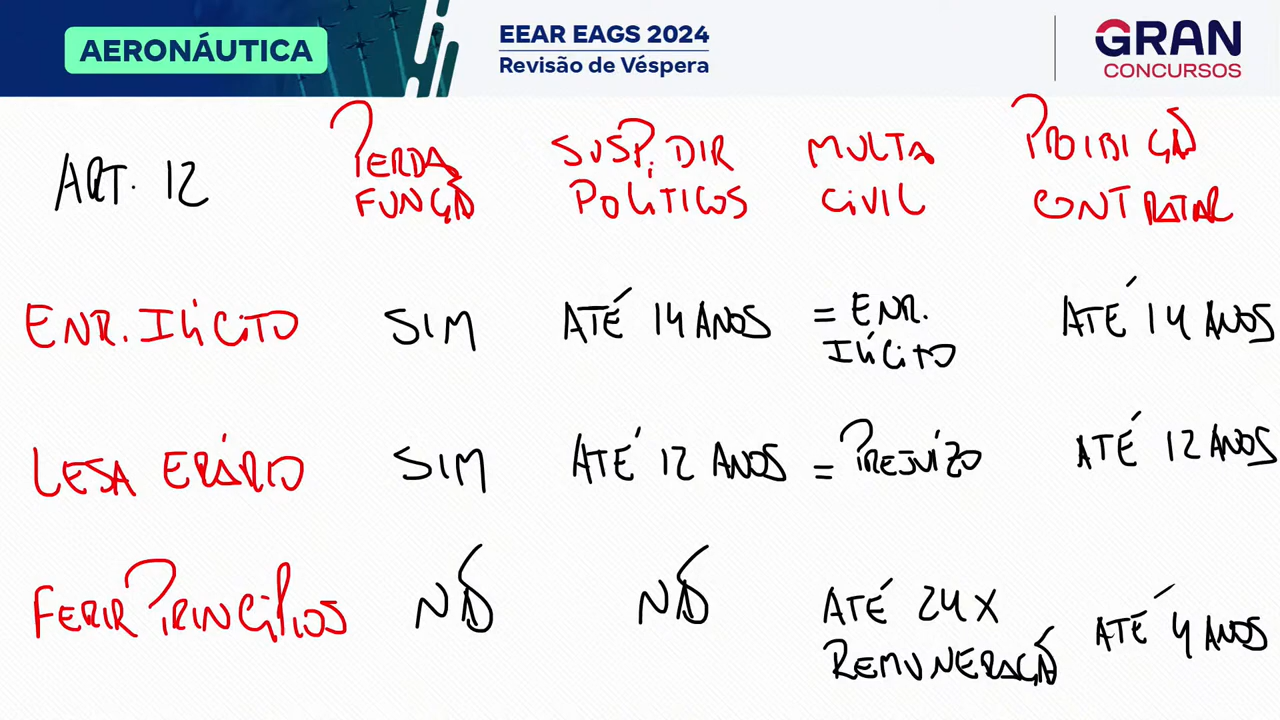 AERONÁUTICA
EEAR EAGS 2024
Revisão de Véspera
GRAN
CONCURSOS
ART. 12
PERDA FUNÇÃO
SUSP. DIR POLÍTICOS
MULTA CIVIL
PROIBIÇÃO CONTRATAR
ENR. ILÍCITO
SIM
ATÉ 14 ANOS
= ENR. ILÍCITO
ATÉ 14 ANOS
LESA ERÁRIO
SIM
ATÉ 12 ANOS
= PREJUÍZO
ATÉ 12 ANOS
FERIR PRINCÍPIOS
NÃO
NÃO
ATÉ 24X REMUNERAÇÃO
ATÉ 4 ANOS